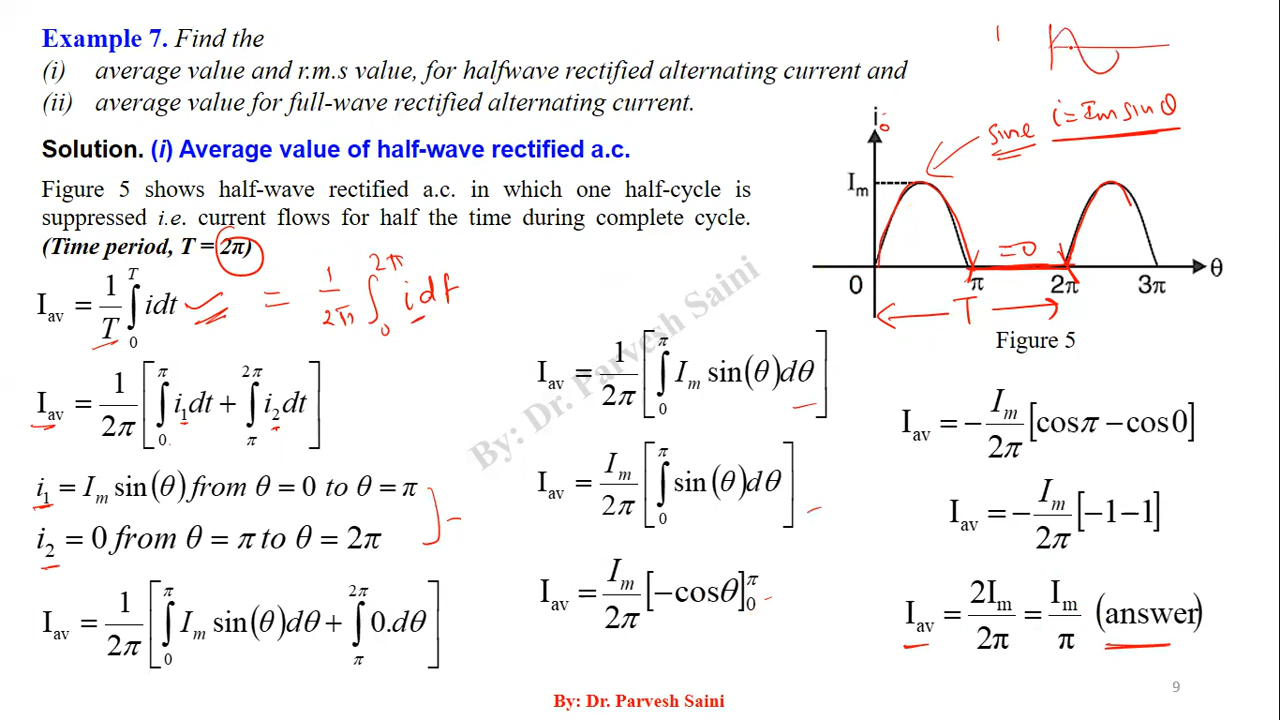 Example 7. Find the
(i) average value and r.m.s value, for halfwave rectified alternating current and
(ii) average value for full-wave rectified alternating current.
Solution. (i) Average value of half-wave rectified a.c.
Figure 5 shows half-wave rectified a.c. in which one half-cycle is
suppressed i.e. current flows for half the time during complete cycle.
(Time period, T = 2π)
I_av = 1/T ∫_0^T idt = 1/2π ∫_0^2π idt
I_av = 1/2π [∫_0^π i_1 dt + ∫_π^2π i_2 dt]
i_1 = I_m sin(θ) from θ = 0 to θ = π
i_2 = 0 from θ = π to θ = 2π
I_av = 1/2π [∫_0^π I_m sin(θ)dθ + ∫_π^2π 0.dθ]
I_av = 1/2π [∫_0^π I_m sin(θ)dθ]
I_av = I_m/2π [∫_0^π sin(θ)dθ]
I_av = I_m/2π [−cosθ]_0^π
i
sine i=Im sinθ
I_m
=0
0 π 2π 3π θ
T
Figure 5
I_av = −I_m/2π [cosπ − cos0]
I_av = −I_m/2π [−1−1]
I_av = 2I_m/2π = I_m/π (answer)
By: Dr. Parvesh Saini
9
By: Dr. Parvesh Saini